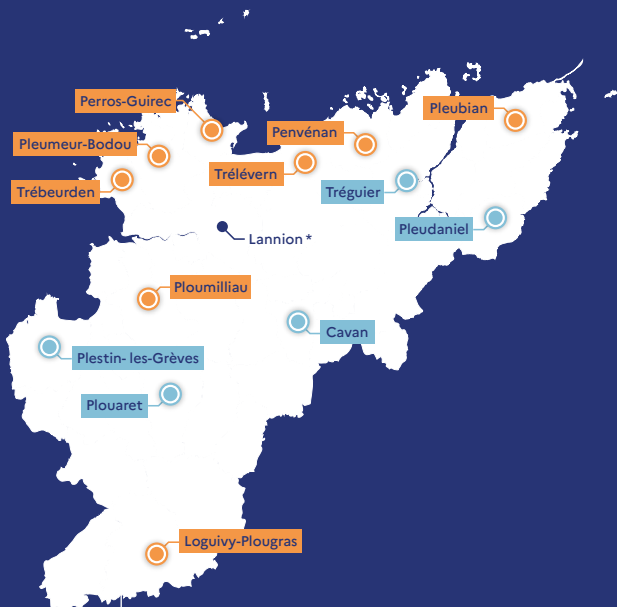 Perros-Guirec
Pleubian
Penvénan
Pleumeur-Bodou
Trélévern
Trébeurden
Tréguier
Pleudaniel
Lannion *
Ploumilliau
Cavan
Plestin- les-Grèves
Plouaret
Loguivy-Plougras